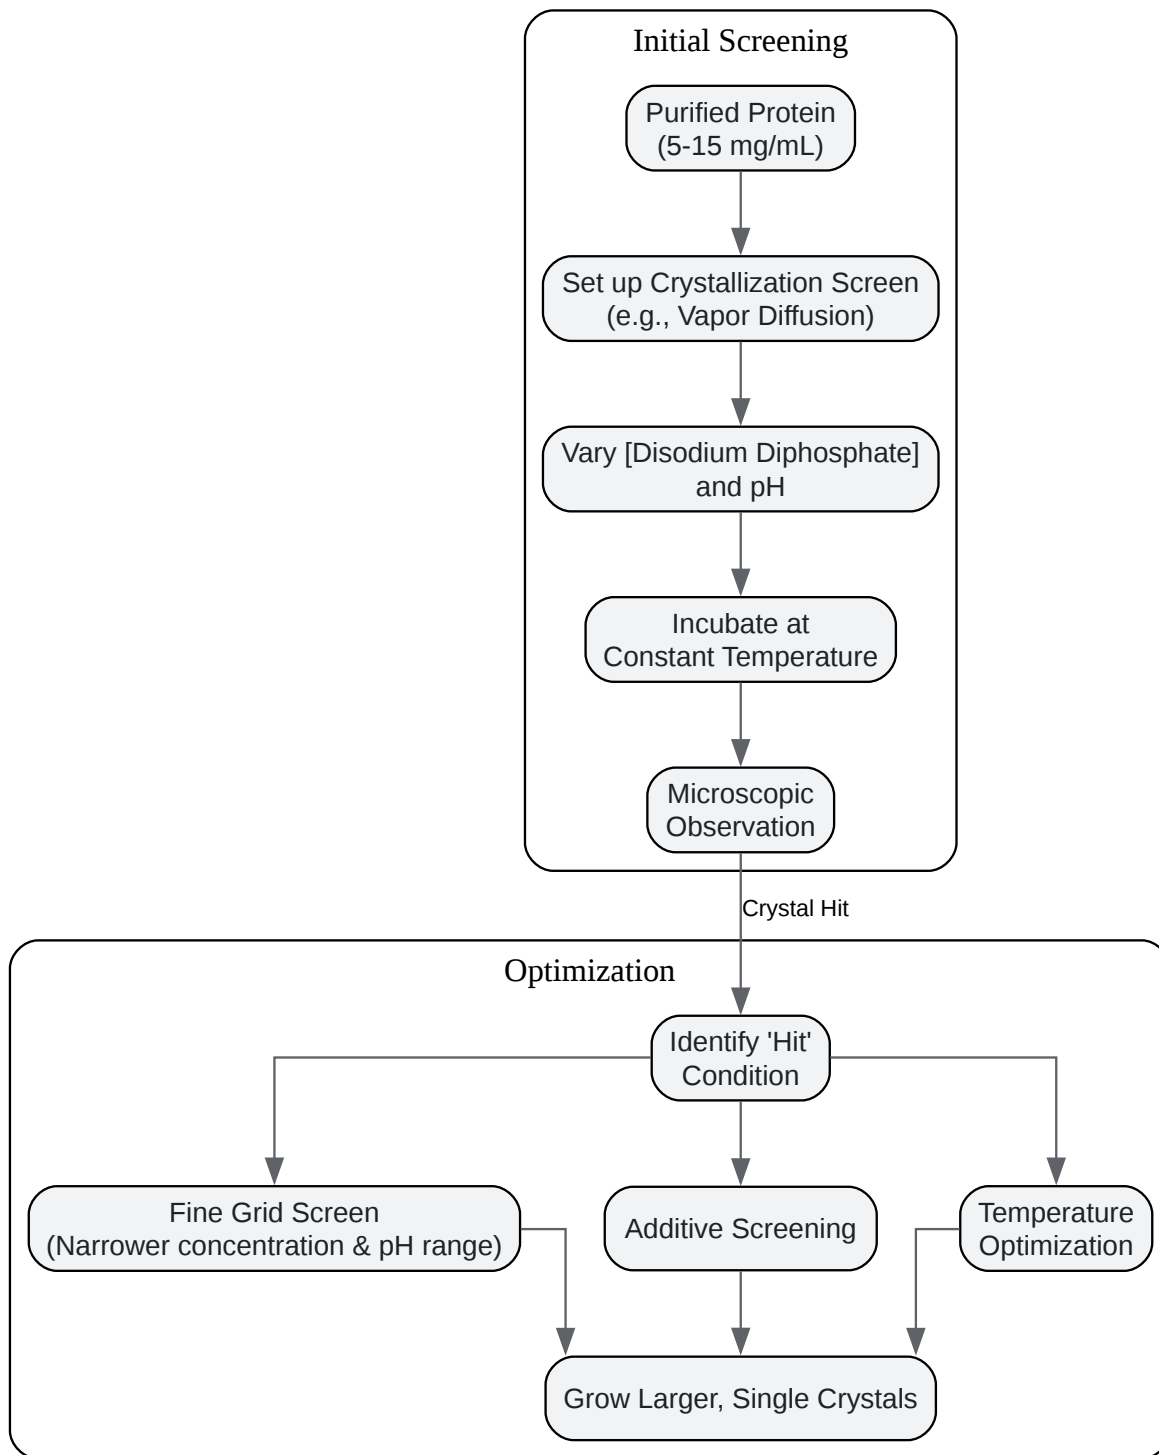 Initial Screening
Purified Protein
(5-15 mg/mL)
Set up Crystallization Screen
(e.g., Vapor Diffusion)
Vary [Disodium Diphosphate]
and pH
Incubate at
Constant Temperature
Microscopic
Observation
Crystal Hit
Optimization
Identify 'Hit'
Condition
Fine Grid Screen
(Narrower concentration & pH range)
Additive Screening
Temperature
Optimization
Grow Larger, Single Crystals